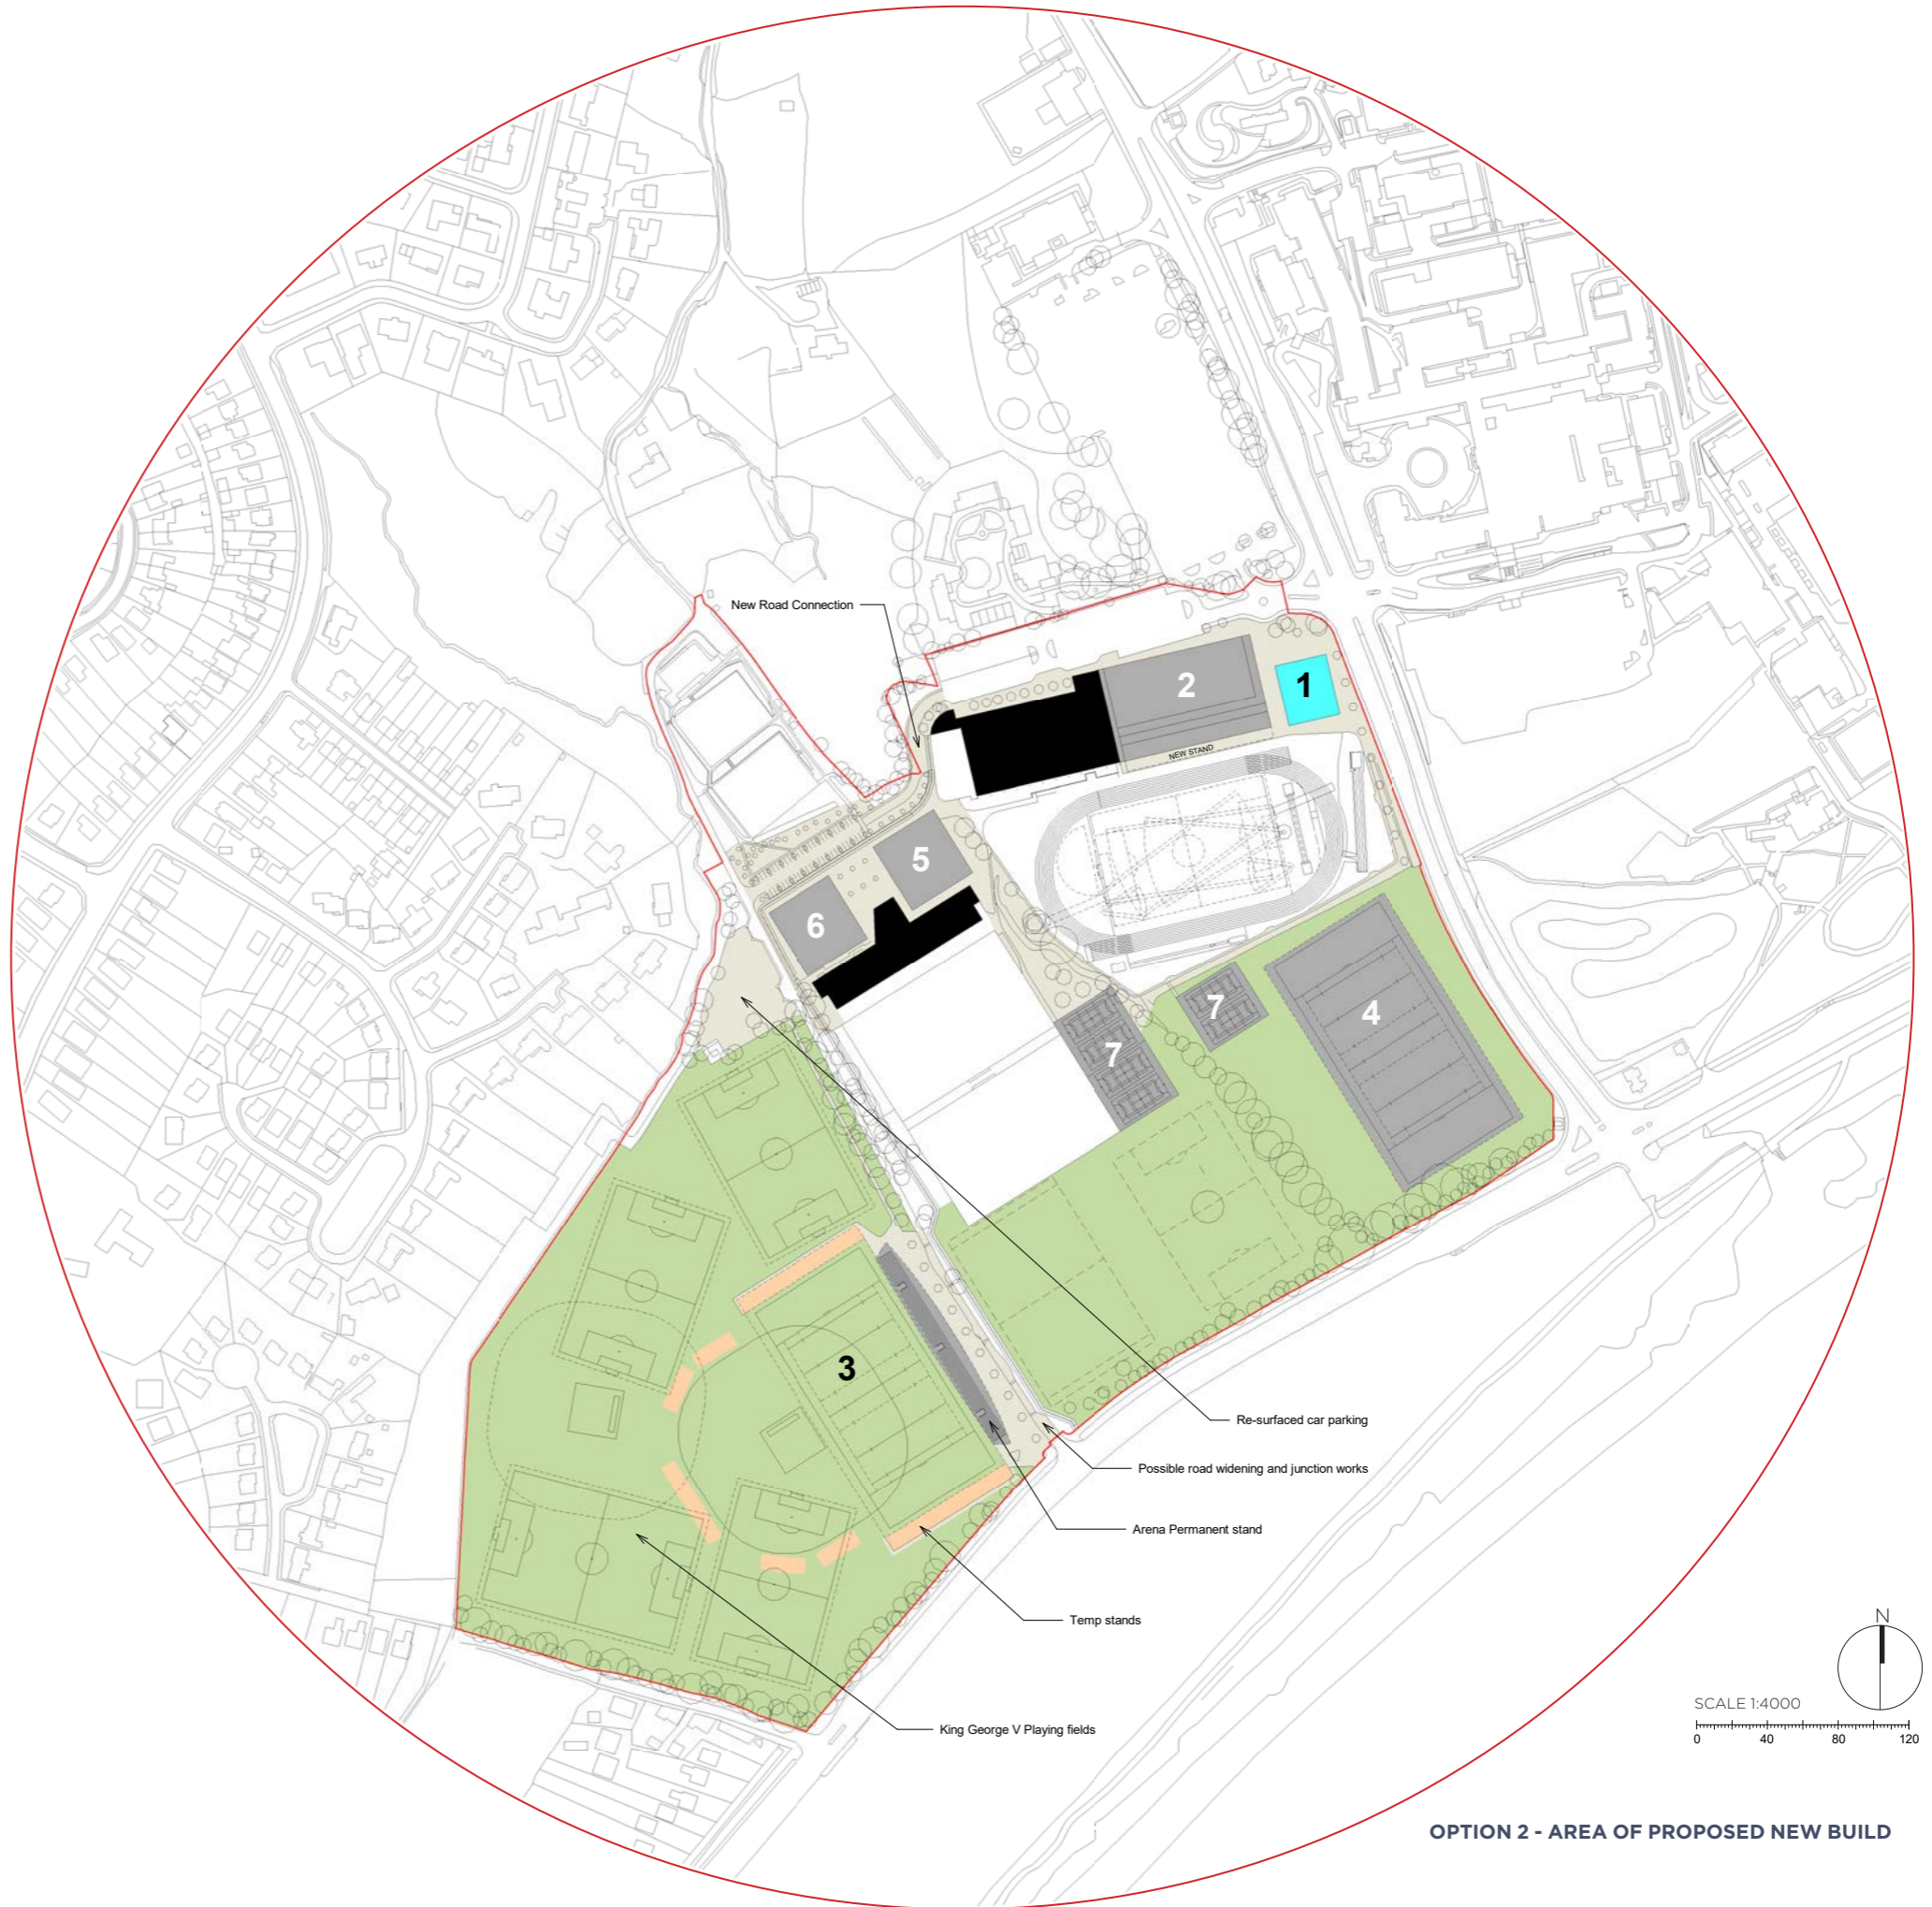 New Road Connection
2
1
NEW STAND
5
6
7
4
7
3
Re-surfaced car parking
Possible road widening and junction works
Arena Permanent stand
Temp stands
King George V Playing fields
N
SCALE 1:4000
0 40 80 120
OPTION 2 - AREA OF PROPOSED NEW BUILD